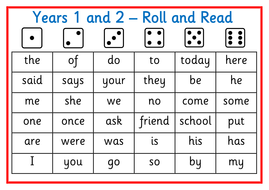 Years 1 and 2 – Roll and Read
the of do to today here
said says your they be he
me she we no come some
one once ask friend school put
are were was is his has
I you go so by my